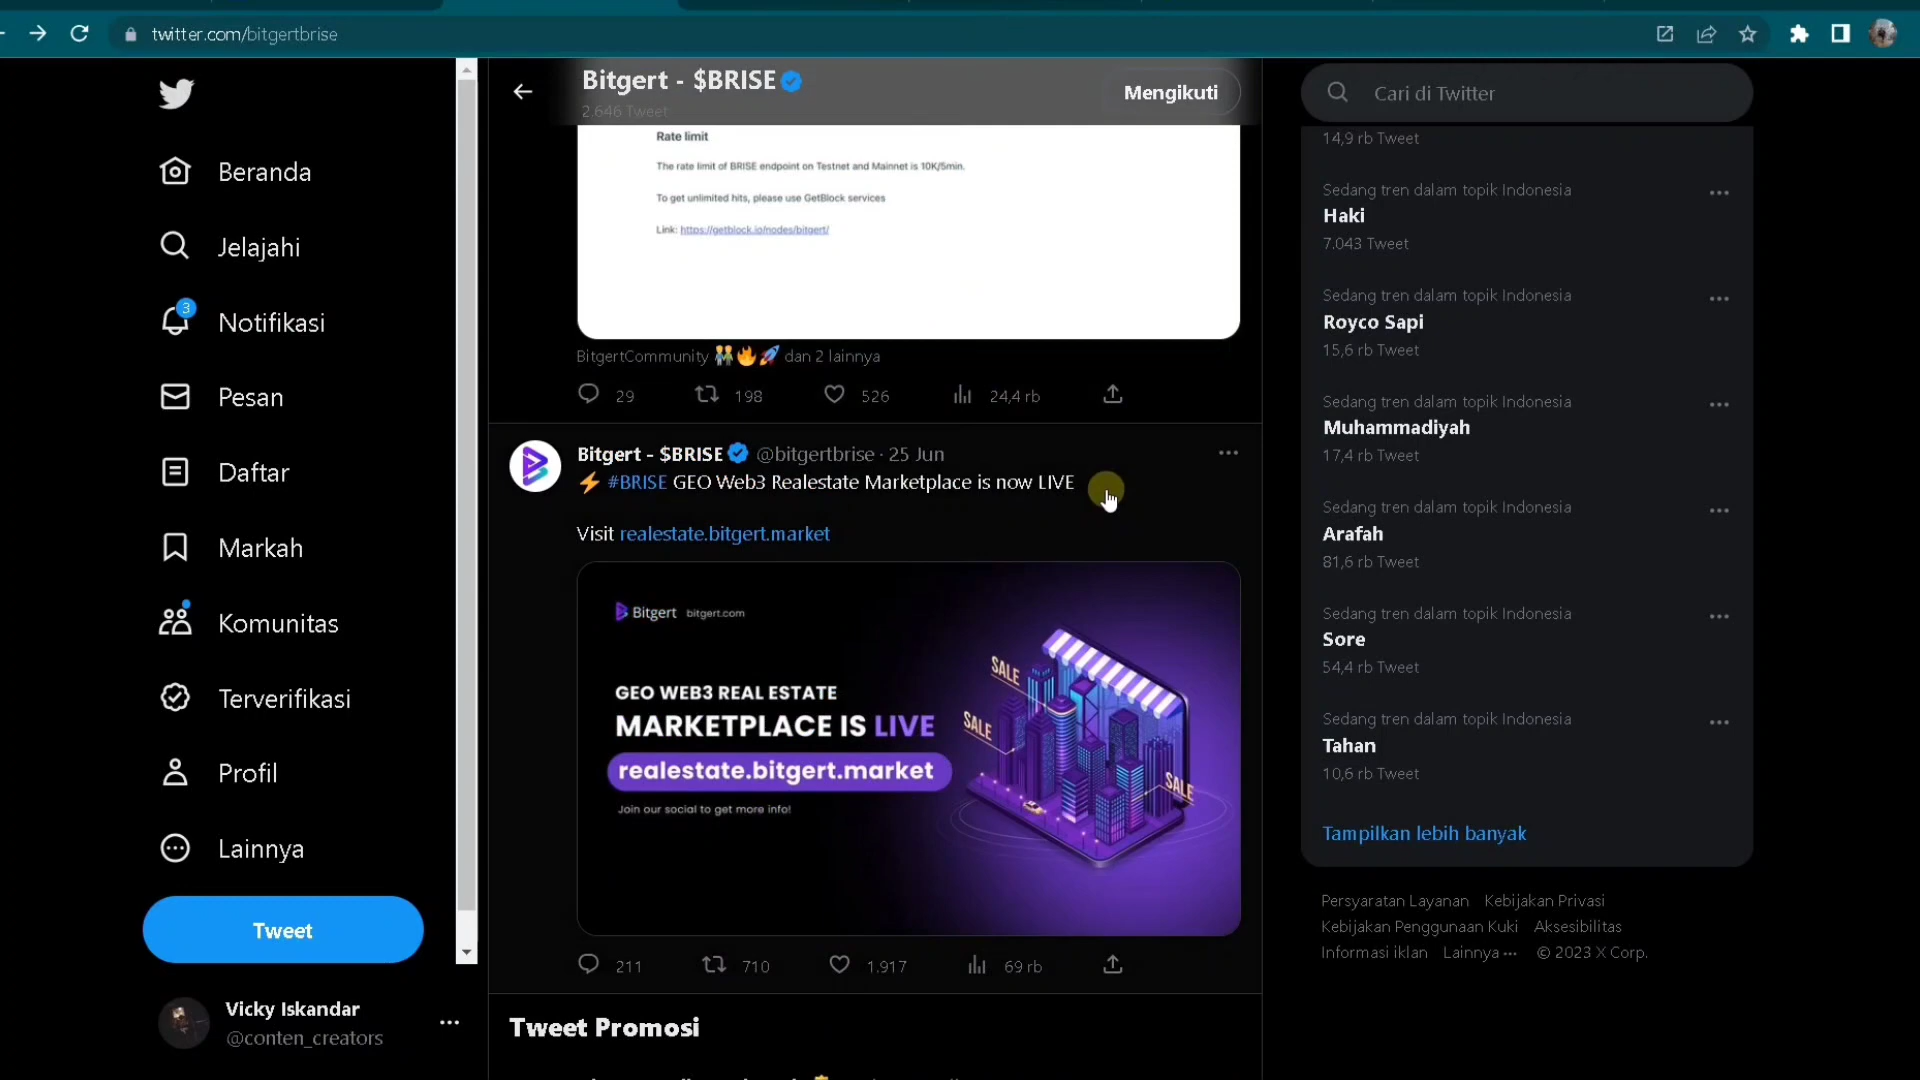 twitter.com/bitgertbrise
Beranda
Jelajahi
3
Notifikasi
Pesan
Daftar
Markah
Komunitas
Terverifikasi
Profil
Lainnya
Tweet
Vicky Iskandar
@conten_creators
Bitgert - $BRISE
2.646 Tweet
Mengikuti
Rate limit
The rate limit of BRISE endpoint on Testnet and Mainnet is 10K/5min.
To get unlimited hits, please use GetBlock services
Link: https://getblock.io/nodes/bitgert/
BitgertCommunity 👬🔥🚀 dan 2 lainnya
29 198 526 24,4 rb
Bitgert - $BRISE @bitgertbrise · 25 Jun
⚡ #BRISE GEO Web3 Realestate Marketplace is now LIVE
Visit realestate.bitgert.market
Bitgert bitgert.com
GEO WEB3 REAL ESTATE
MARKETPLACE IS LIVE
realestate.bitgert.market
Join our social to get more info!
SALE
SALE
SALE
211 710 1.917 69 rb
Tweet Promosi
Cari di Twitter
14,9 rb Tweet
Sedang tren dalam topik Indonesia
Haki
7.043 Tweet
Sedang tren dalam topik Indonesia
Royco Sapi
15,6 rb Tweet
Sedang tren dalam topik Indonesia
Muhammadiyah
17,4 rb Tweet
Sedang tren dalam topik Indonesia
Arafah
81,6 rb Tweet
Sedang tren dalam topik Indonesia
Sore
54,4 rb Tweet
Sedang tren dalam topik Indonesia
Tahan
10,6 rb Tweet
Tampilkan lebih banyak
Persyaratan Layanan Kebijakan Privasi
Kebijakan Penggunaan Kuki Aksesibilitas
Informasi iklan Lainnya ··· © 2023 X Corp.